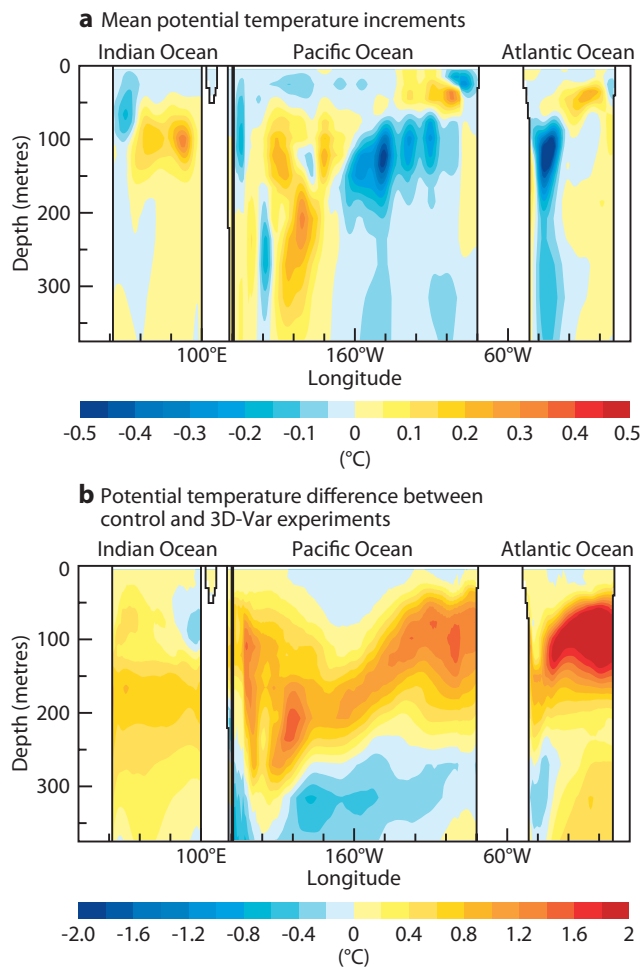 a Mean potential temperature increments
Indian Ocean Pacific Ocean Atlantic Ocean
0
100
200
300
Depth (metres)
100°E 160°W 60°W
Longitude
-0.5 -0.4 -0.3 -0.2 -0.1 0 0.1 0.2 0.3 0.4 0.5
(°C)
b Potential temperature difference between
control and 3D-Var experiments
Indian Ocean Pacific Ocean Atlantic Ocean
0
100
200
300
Depth (metres)
100°E 160°W 60°W
Longitude
-2.0 -1.6 -1.2 -0.8 -0.4 0 0.4 0.8 1.2 1.6 2
(°C)